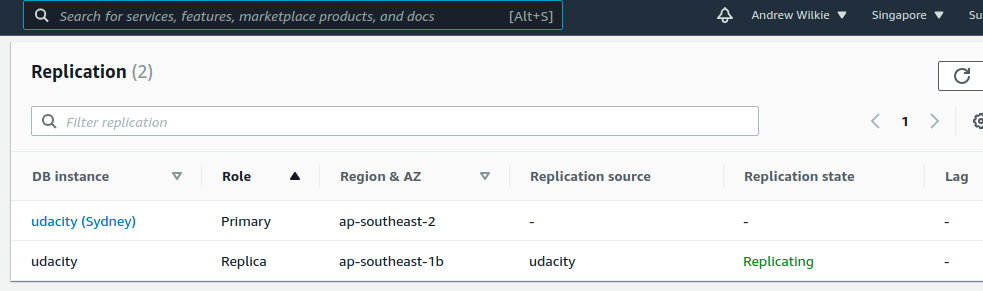 Search for services, features, marketplace products, and docs [Alt+S] Andrew Wilkie Singapore Su
Replication (2)
Filter replication 1
DB instance Role Region & AZ Replication source Replication state Lag
udacity (Sydney) Primary ap-southeast-2 - - -
udacity Replica ap-southeast-1b udacity Replicating -